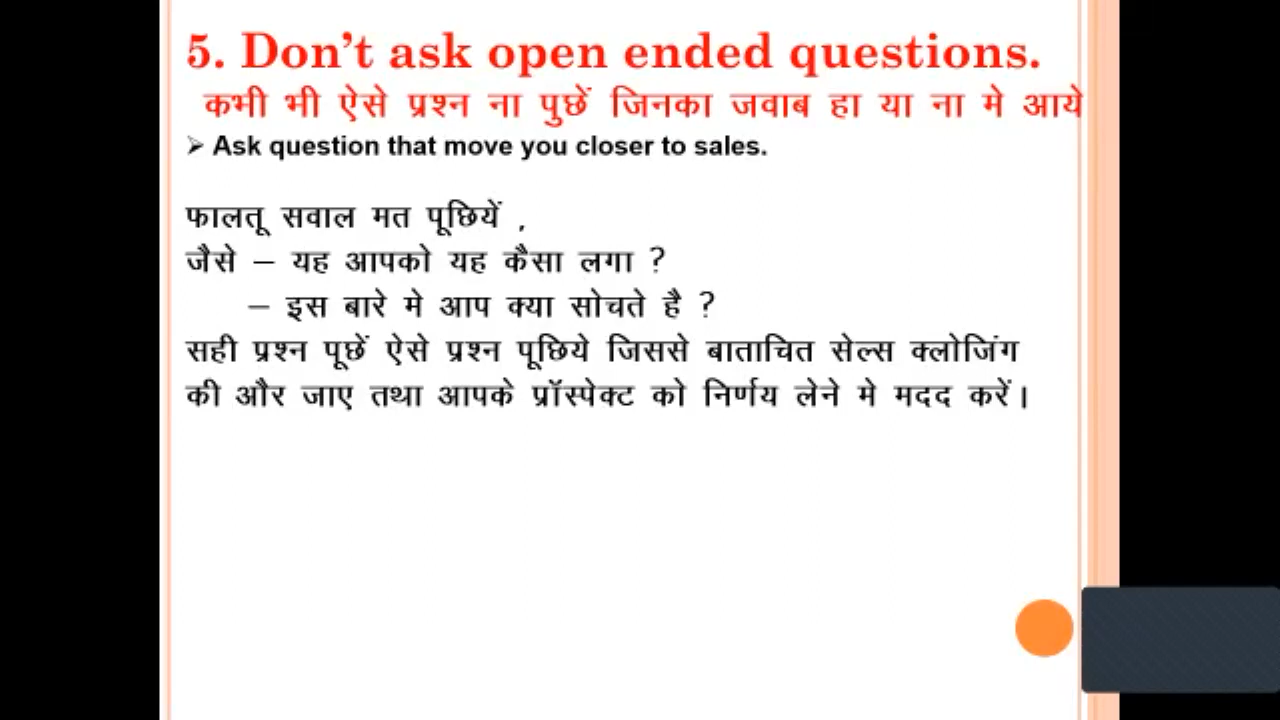 5. Don’t ask open ended questions.
कभी भी ऐसे प्रश्न ना पुछें जिनका जवाब हा या ना मे आये
➢ Ask question that move you closer to sales.
फालतू सवाल मत पूछियें ,
जैसे – यह आपको यह कैसा लगा ?
– इस बारे मे आप क्या सोचते है ?
सही प्रश्न पूछें ऐसे प्रश्न पूछिये जिससे बाताचित सेल्स क्लोजिंग
की और जाए तथा आपके प्रॉस्पेक्ट को निर्णय लेने मे मदद करें।